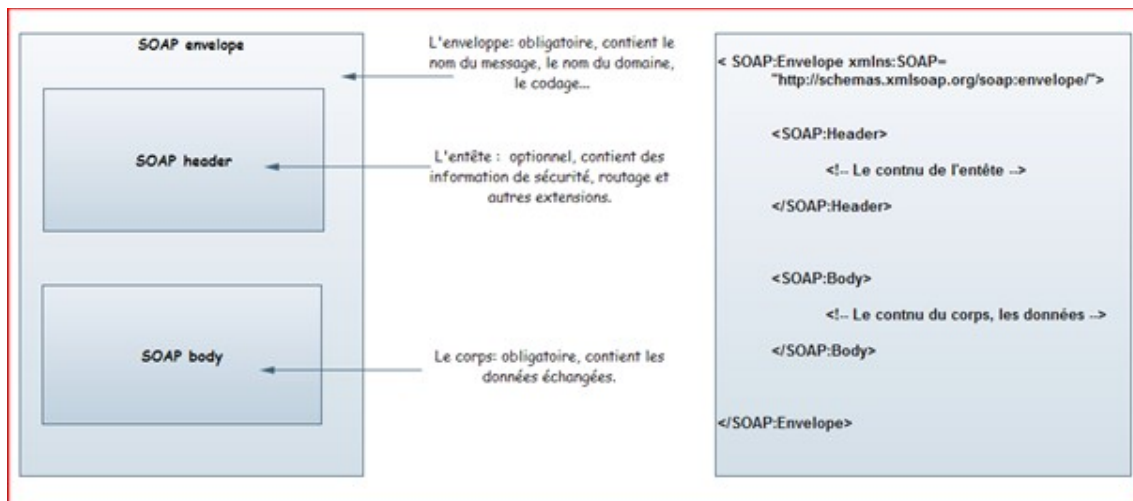 SOAP envelope
SOAP header
SOAP body
L'enveloppe: obligatoire, contient le
nom du message, le nom du domaine,
le codage...
L'entête : optionnel, contient des
information de sécurité, routage et
autres extensions.
Le corps: obligatoire, contient les
données échangées.
< SOAP:Envelope xmlns:SOAP=
"http://schemas.xmlsoap.org/soap:envelope/">
<SOAP:Header>
<!-- Le contnu de l'entête -->
</SOAP:Header>
<SOAP:Body>
<!-- Le contnu du corps, les données -->
</SOAP:Body>
</SOAP:Envelope>